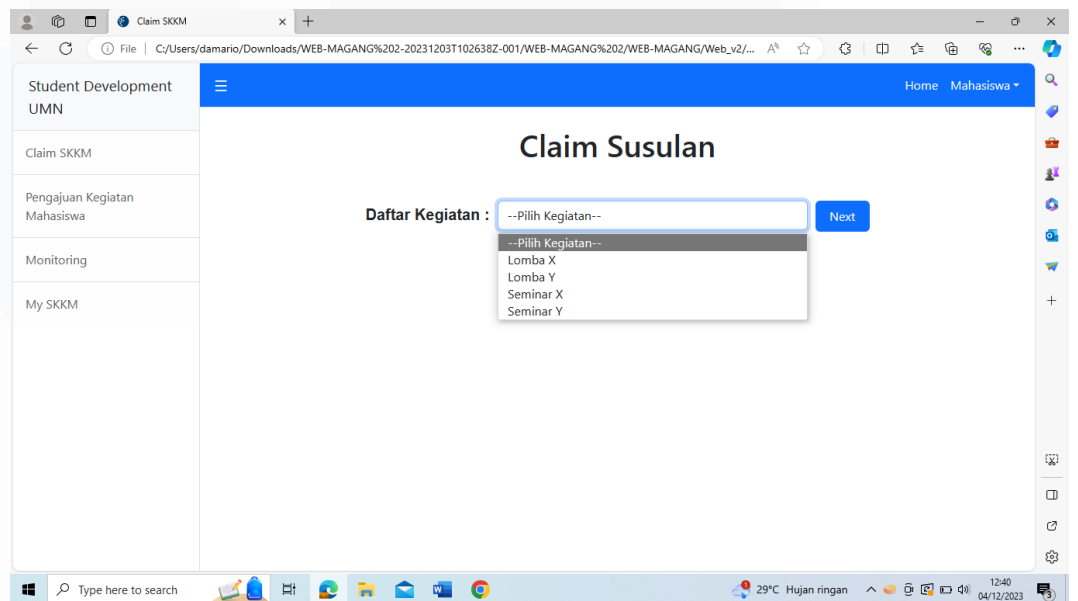 Claim SKKM
File
C:/Users/damario/Downloads/WEB-MAGANG%202-20231203T102638Z-001/WEB-MAGANG%202/WEB-MAGANG/Web_v2/...
Student Development
UMN
Home Mahasiswa
Claim SKKM
Pengajuan Kegiatan
Mahasiswa
Monitoring
My SKKM
Claim Susulan
Daftar Kegiatan : --Pilih Kegiatan-- Next
--Pilih Kegiatan--
Lomba X
Lomba Y
Seminar X
Seminar Y
Type here to search
29°C Hujan ringan
12:40
04/12/2023
3